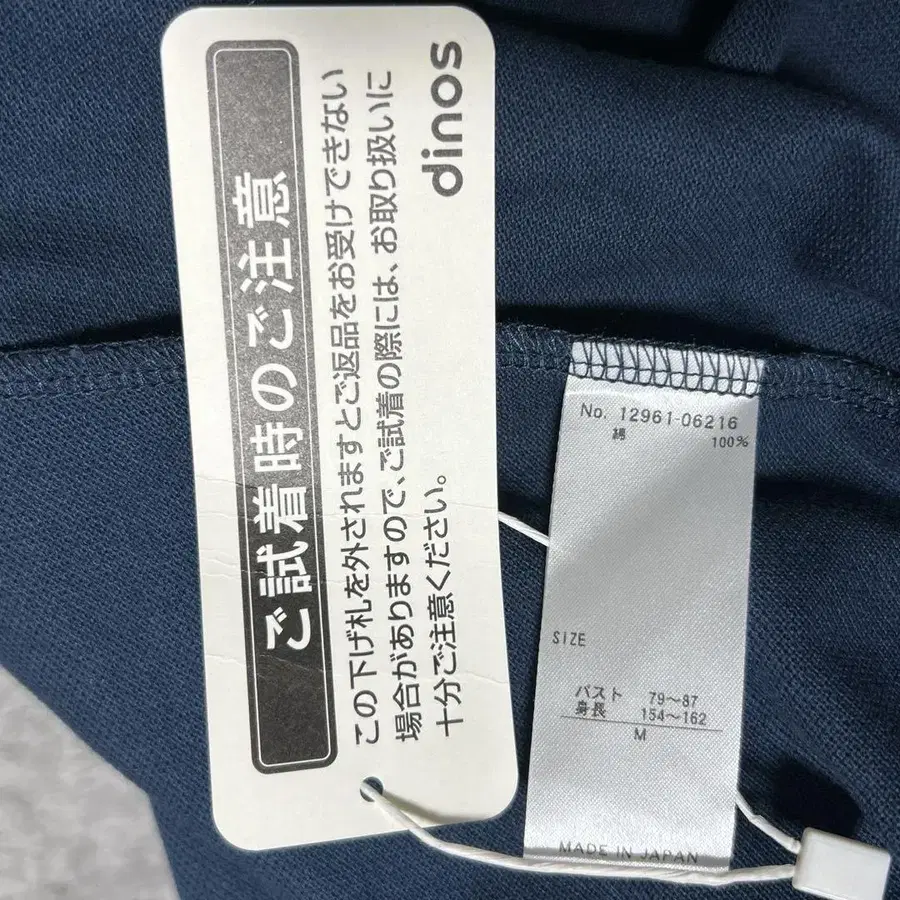 ご試着時のご注意
この下げ札を外されますとご返品をお受けできない
場合がありますので、ご試着の際には、お取り扱いに
十分ご注意ください。
dinos
No. 12961-06216
綿 100%
SIZE
バスト 79~87
身長 154~162
M
MADE IN JAPAN